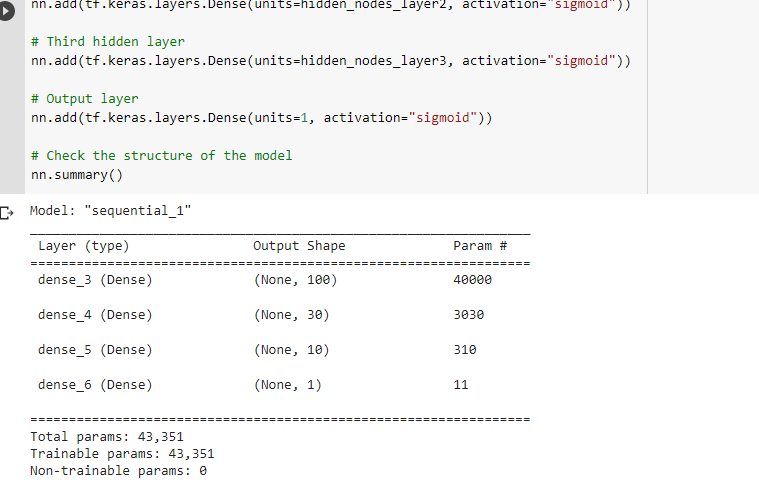 nn.add(tf.keras.layers.Dense(units=hidden_nodes_layer2, activation="sigmoid"))
# Third hidden layer
nn.add(tf.keras.layers.Dense(units=hidden_nodes_layer3, activation="sigmoid"))
# Output layer
nn.add(tf.keras.layers.Dense(units=1, activation="sigmoid"))
# Check the structure of the model
nn.summary()
Model: "sequential_1"
_________________________________________________________________
Layer (type) Output Shape Param #
=================================================================
dense_3 (Dense) (None, 100) 40000
dense_4 (Dense) (None, 30) 3030
dense_5 (Dense) (None, 10) 310
dense_6 (Dense) (None, 1) 11
=================================================================
Total params: 43,351
Trainable params: 43,351
Non-trainable params: 0